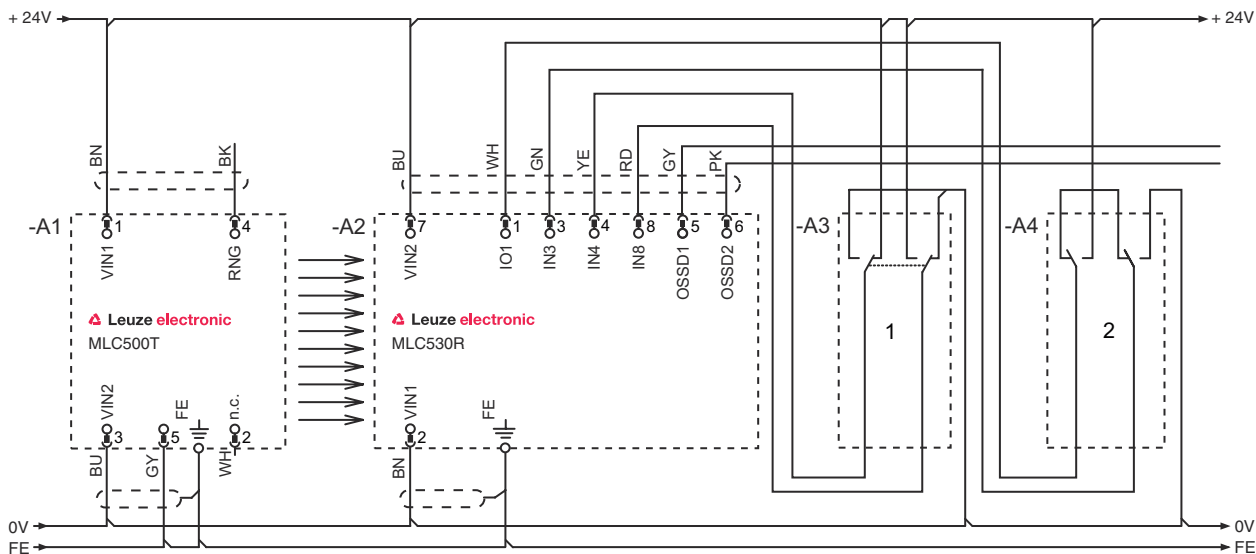 + 24V
+ 24V
BN
BK
BU
WH
GN
YE
RD
GY
PK
-A1
1
4
-A2
7
1
3
4
8
5
6
-A3
-A4
VIN1
RNG
VIN2
IO1
IN3
IN4
IN8
OSSD1
OSSD2
Leuze electronic
MLC500T
Leuze electronic
MLC530R
1
2
VIN2
FE
n.c.
VIN1
FE
3
5
2
2
BU
GY
WH
BN
0V
0V
FE
FE